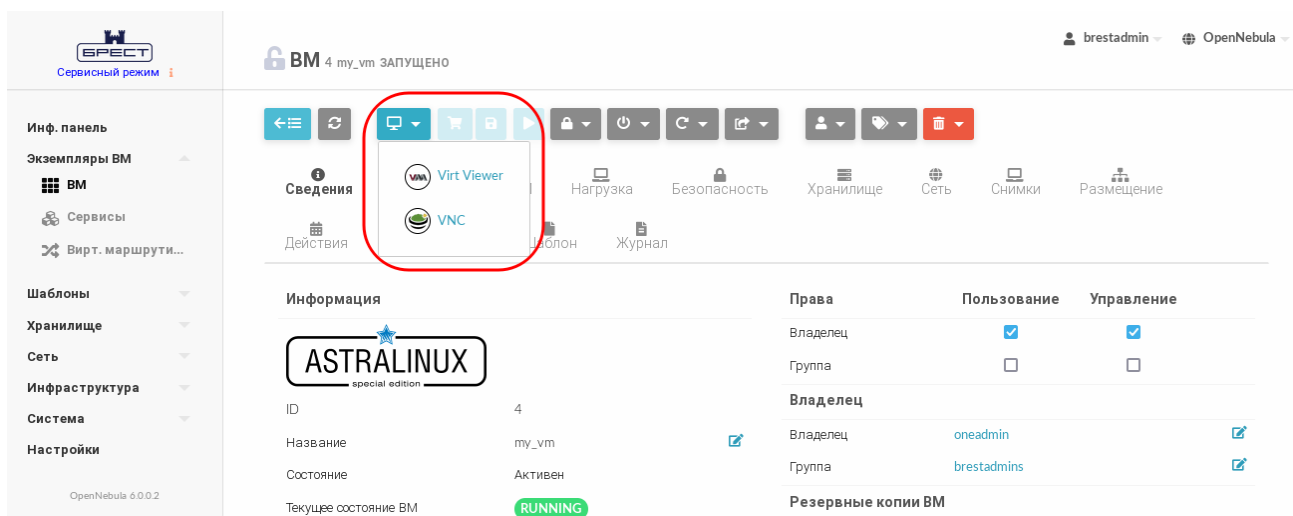 БРЕСТ
Сервисный режим i
brestadmin
OpenNebula
ВМ 4 my_vm ЗАПУЩЕНО
Инф. панель
Экземпляры ВМ
ВМ
Сервисы
Вирт. маршрути...
Шаблоны
Хранилище
Сеть
Инфраструктура
Система
Настройки
OpenNebula 6.0.0.2
Virt Viewer
VNC
Сведения
Нагрузка
Безопасность
Хранилище
Сеть
Снимки
Размещение
Действия
Журнал
Информация
ASTRALINUX
special edition
ID 4
Название my_vm
Состояние Активен
Текущее состояние ВМ RUNNING
Права Пользование Управление
Владелец
Группа
Владелец
Владелец oneadmin
Группа brestadmins
Резервные копии ВМ